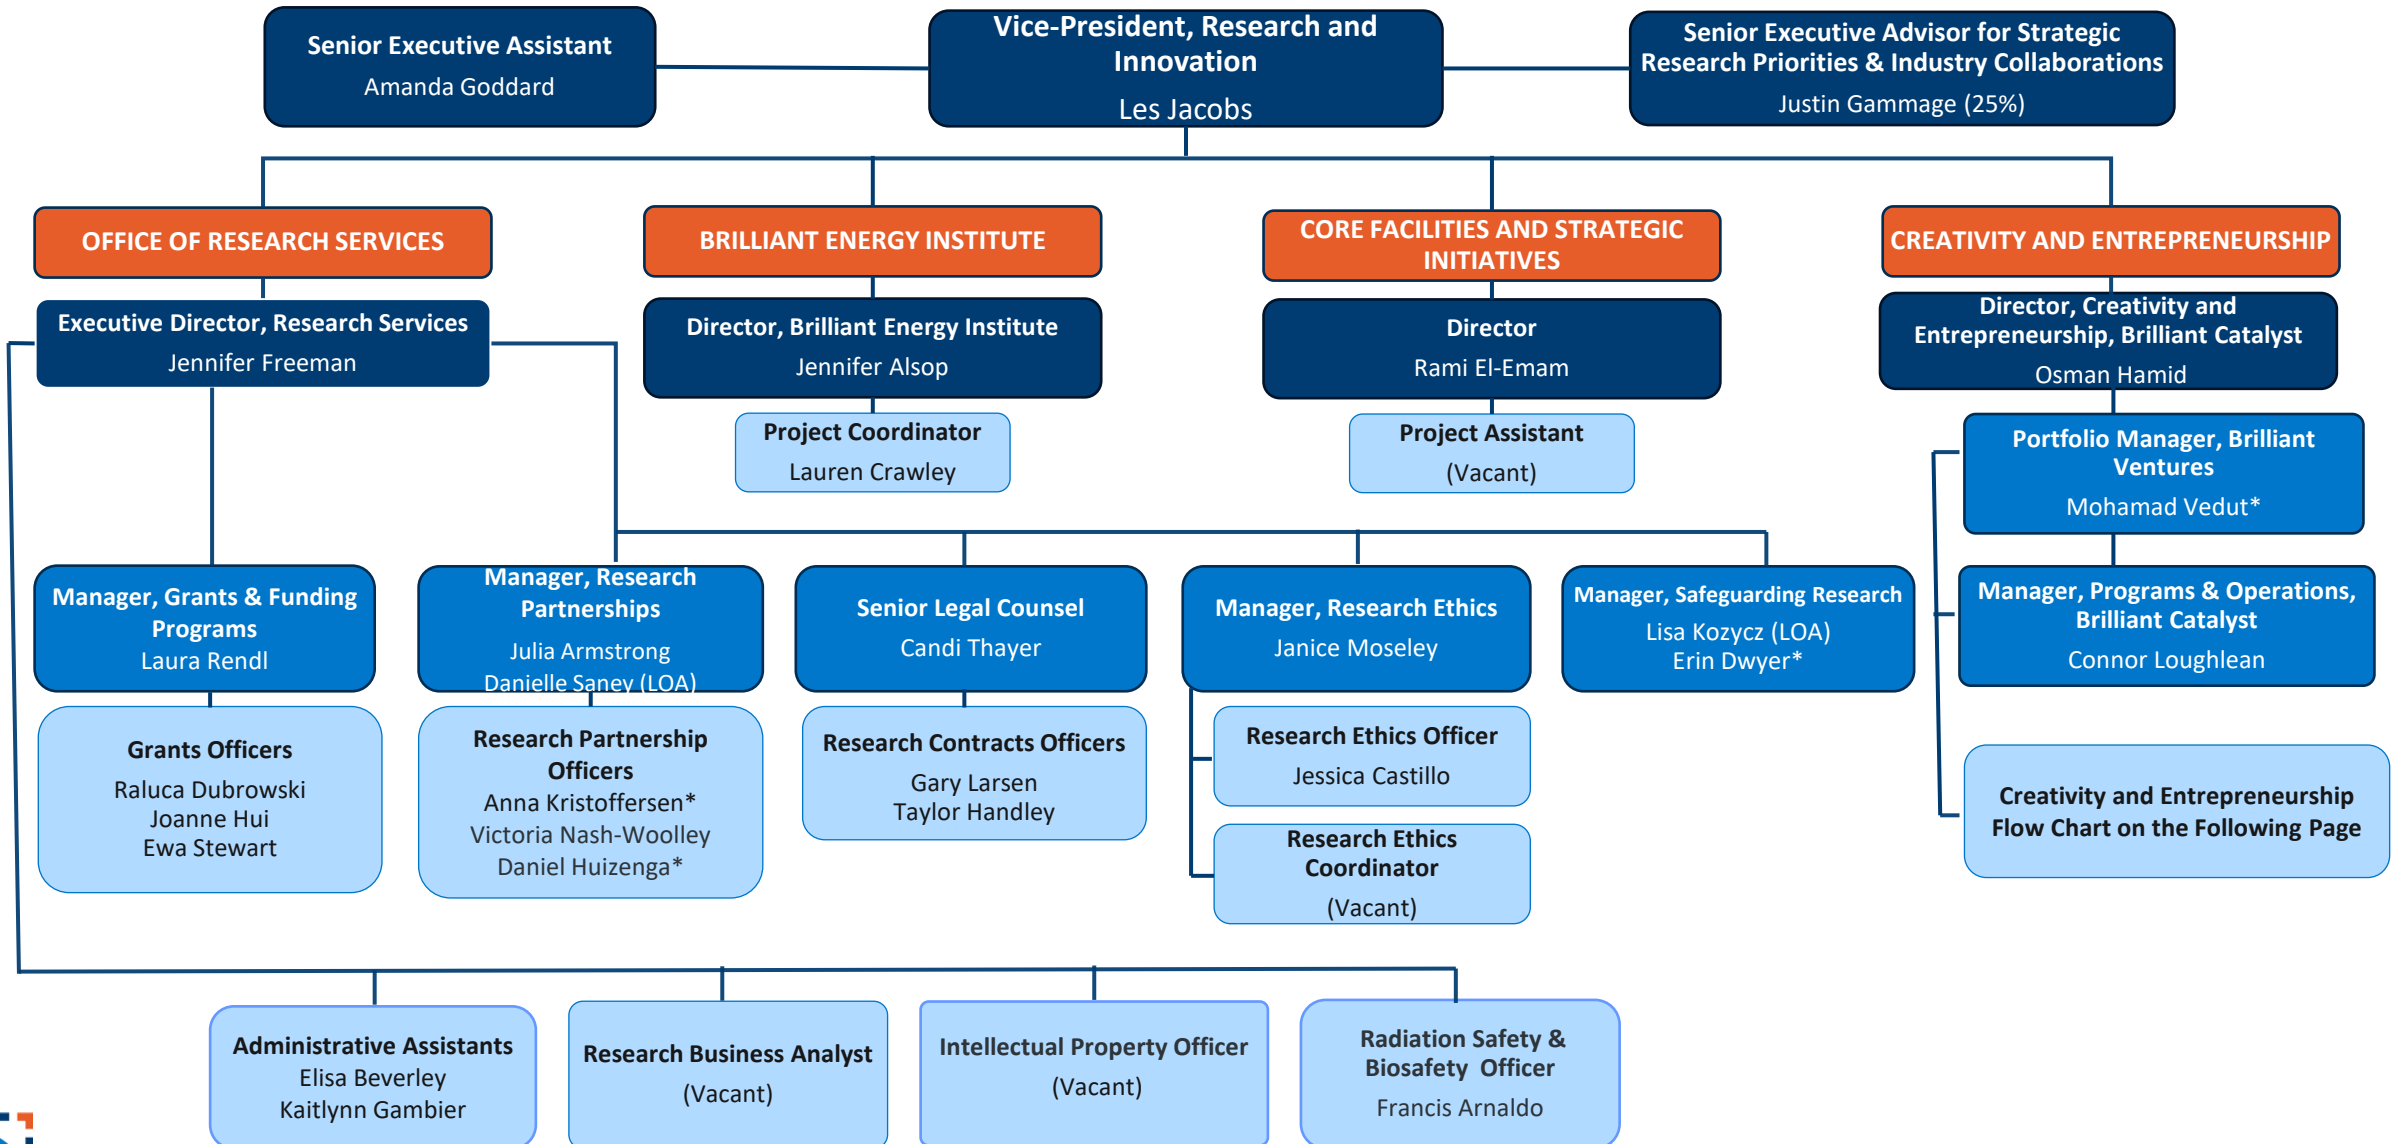 Senior Executive Assistant
Amanda Goddard
Vice-President, Research and
Innovation
Les Jacobs
Senior Executive Advisor for Strategic
Research Priorities & Industry Collaborations
Justin Gammage (25%)
OFFICE OF RESEARCH SERVICES
BRILLIANT ENERGY INSTITUTE
CORE FACILITIES AND STRATEGIC
INITIATIVES
CREATIVITY AND ENTREPRENEURSHIP
Executive Director, Research Services
Jennifer Freeman
Director, Brilliant Energy Institute
Jennifer Alsop
Director
Rami El-Emam
Director, Creativity and
Entrepreneurship, Brilliant Catalyst
Osman Hamid
Project Coordinator
Lauren Crawley
Project Assistant
(Vacant)
Portfolio Manager, Brilliant
Ventures
Mohamad Vedut*
Manager, Grants & Funding
Programs
Laura Rendl
Manager, Research
Partnerships
Julia Armstrong
Danielle Saney (LOA)
Senior Legal Counsel
Candi Thayer
Manager, Research Ethics
Janice Moseley
Manager, Safeguarding Research
Lisa Kozycz (LOA)
Erin Dwyer*
Manager, Programs & Operations,
Brilliant Catalyst
Connor Loughlean
Grants Officers
Raluca Dubrowski
Joanne Hui
Ewa Stewart
Research Partnership
Officers
Anna Kristoffersen*
Victoria Nash-Woolley
Daniel Huizenga*
Research Contracts Officers
Gary Larsen
Taylor Handley
Research Ethics Officer
Jessica Castillo
Research Ethics
Coordinator
(Vacant)
Creativity and Entrepreneurship
Flow Chart on the Following Page
Administrative Assistants
Elisa Beverley
Kaitlynn Gambier
Research Business Analyst
(Vacant)
Intellectual Property Officer
(Vacant)
Radiation Safety &
Biosafety Officer
Francis Arnaldo